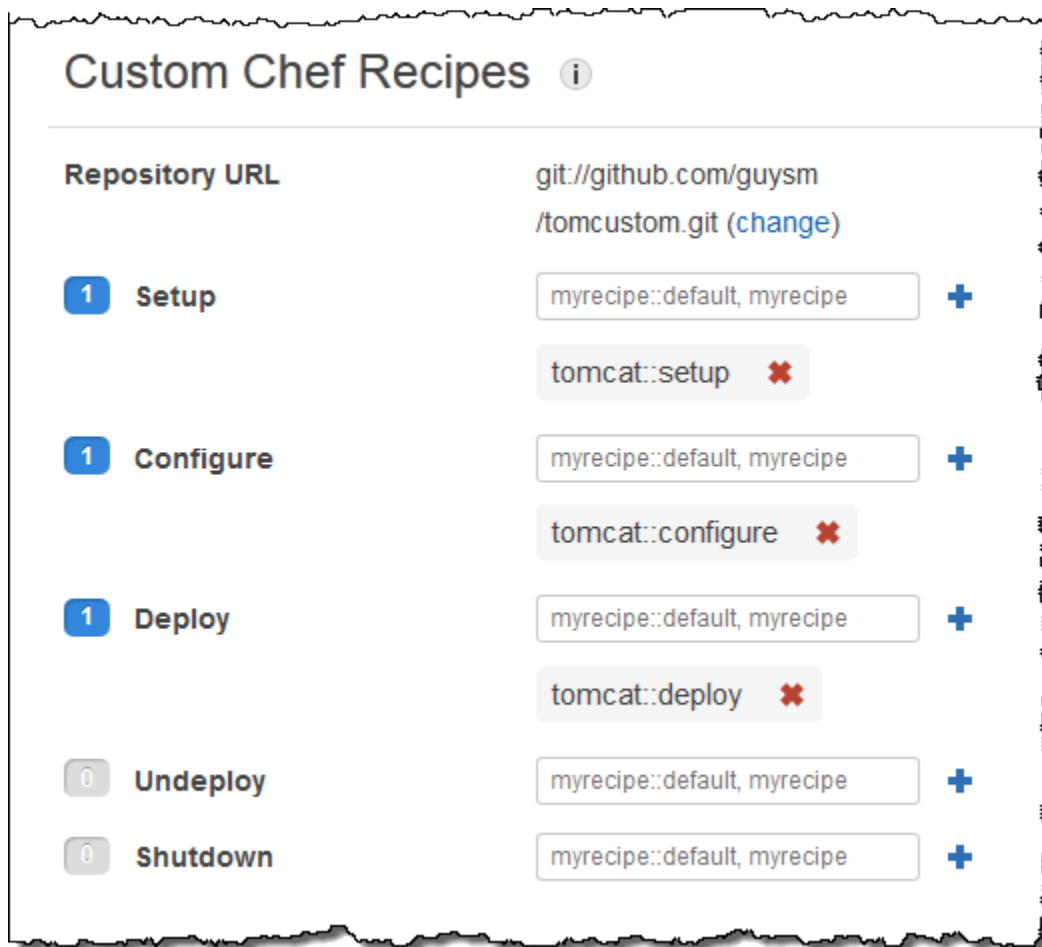 Custom Chef Recipes i
Repository URL git://github.com/guysm
/tomcustom.git (change)
1 Setup myrecipe::default, myrecipe
tomcat::setup
1 Configure myrecipe::default, myrecipe
tomcat::configure
1 Deploy myrecipe::default, myrecipe
tomcat::deploy
0 Undeploy myrecipe::default, myrecipe
0 Shutdown myrecipe::default, myrecipe